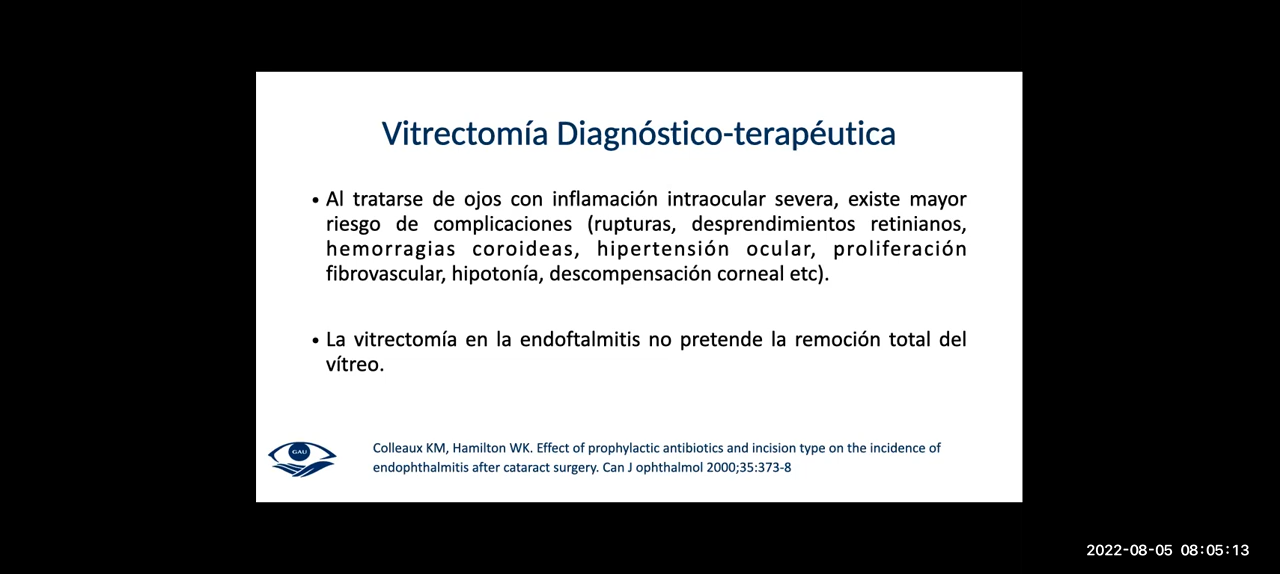 Vitrectomía Diagnóstico-terapéutica
• Al tratarse de ojos con inflamación intraocular severa, existe mayor
riesgo de complicaciones (rupturas, desprendimientos retinianos,
hemorragias coroideas, hipertensión ocular, proliferación
fibrovascular, hipotonía, descompensación corneal etc).
• La vitrectomía en la endoftalmitis no pretende la remoción total del
vítreo.
GAU
Colleaux KM, Hamilton WK. Effect of prophylactic antibiotics and incision type on the incidence of
endophthalmitis after cataract surgery. Can J ophthalmol 2000;35:373-8
2022-08-05 08:05:13